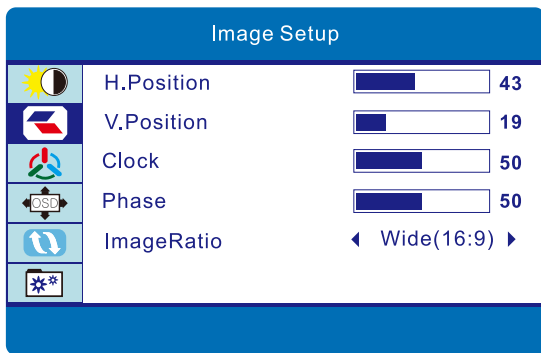 Image Setup
H.Position 43
V.Position 19
Clock 50
Phase 50
OSD
ImageRatio Wide(16:9)